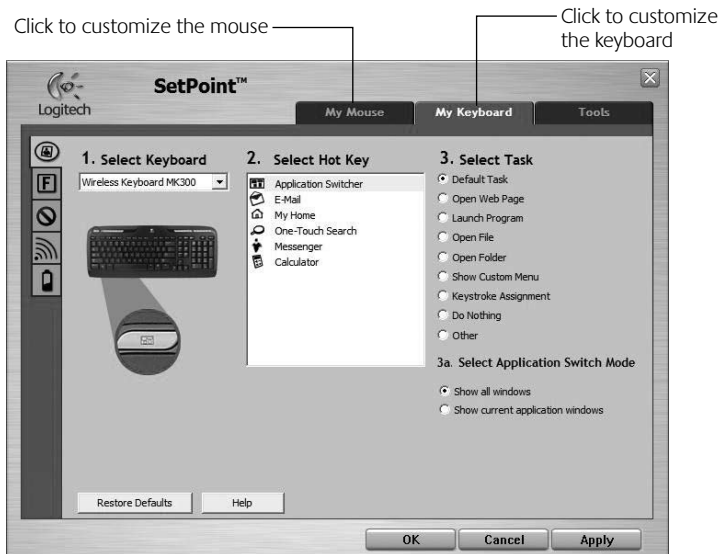 Click to customize the mouse
Click to customize
the keyboard
Logitech
SetPoint™
My Mouse
My Keyboard
Tools
1. Select Keyboard
Wireless Keyboard MK300
2. Select Hot Key
Application Switcher
E-Mail
My Home
One-Touch Search
Messenger
Calculator
3. Select Task
Default Task
Open Web Page
Launch Program
Open File
Open Folder
Show Custom Menu
Keystroke Assignment
Do Nothing
Other
3a. Select Application Switch Mode
Show all windows
Show current application windows
F
Restore Defaults
Help
OK
Cancel
Apply